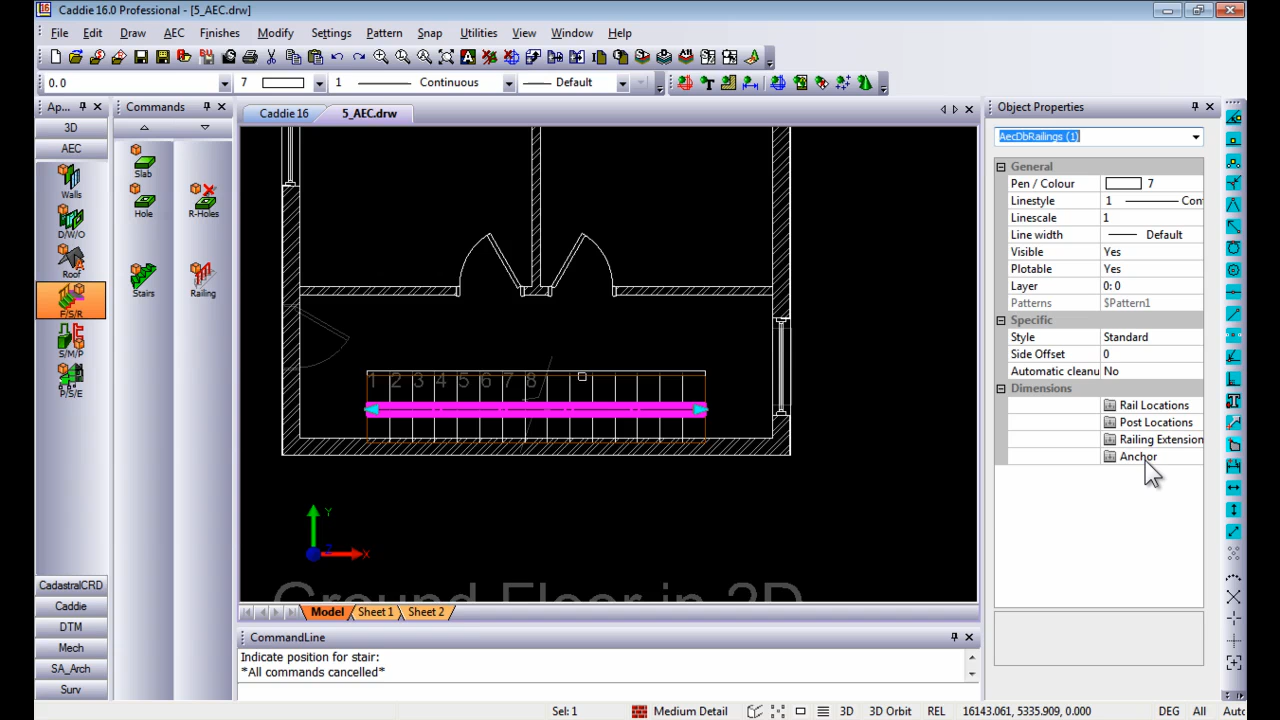 Caddie 16.0 Professional - [5_AEC.drw]
File Edit Draw AEC Finishes Modify Settings Pattern Snap Utilities View Window Help
0.0 7 1 Continuous Default
Ap... Commands Caddie 16 5_AEC.drw Object Properties
3D
AEC
Walls
D/W/O
Roof
F/S/R
S/M/P
P/S/E
CadastralCRD
Caddie
DTM
Mech
SA_Arch
Surv
Slab
Hole R-Holes
Stairs Railing
1 2 3 4 5 6 7 8
Y
Z X
Ground Floor in 2D
Model Sheet 1 Sheet 2
CommandLine
Indicate position for stair:
*All commands cancelled*
AecDbRailings (1)
General
Pen / Colour 7
Linestyle 1 Con
Linescale 1
Line width Default
Visible Yes
Plotable Yes
Layer 0: 0
Patterns $Pattern1
Specific
Style Standard
Side Offset 0
Automatic cleanu No
Dimensions
Rail Locations
Post Locations
Railing Extension
Anchor
Sel: 1 Medium Detail 3D 3D Orbit REL 16143.061, 5335.909, 0.000 DEG All Auto